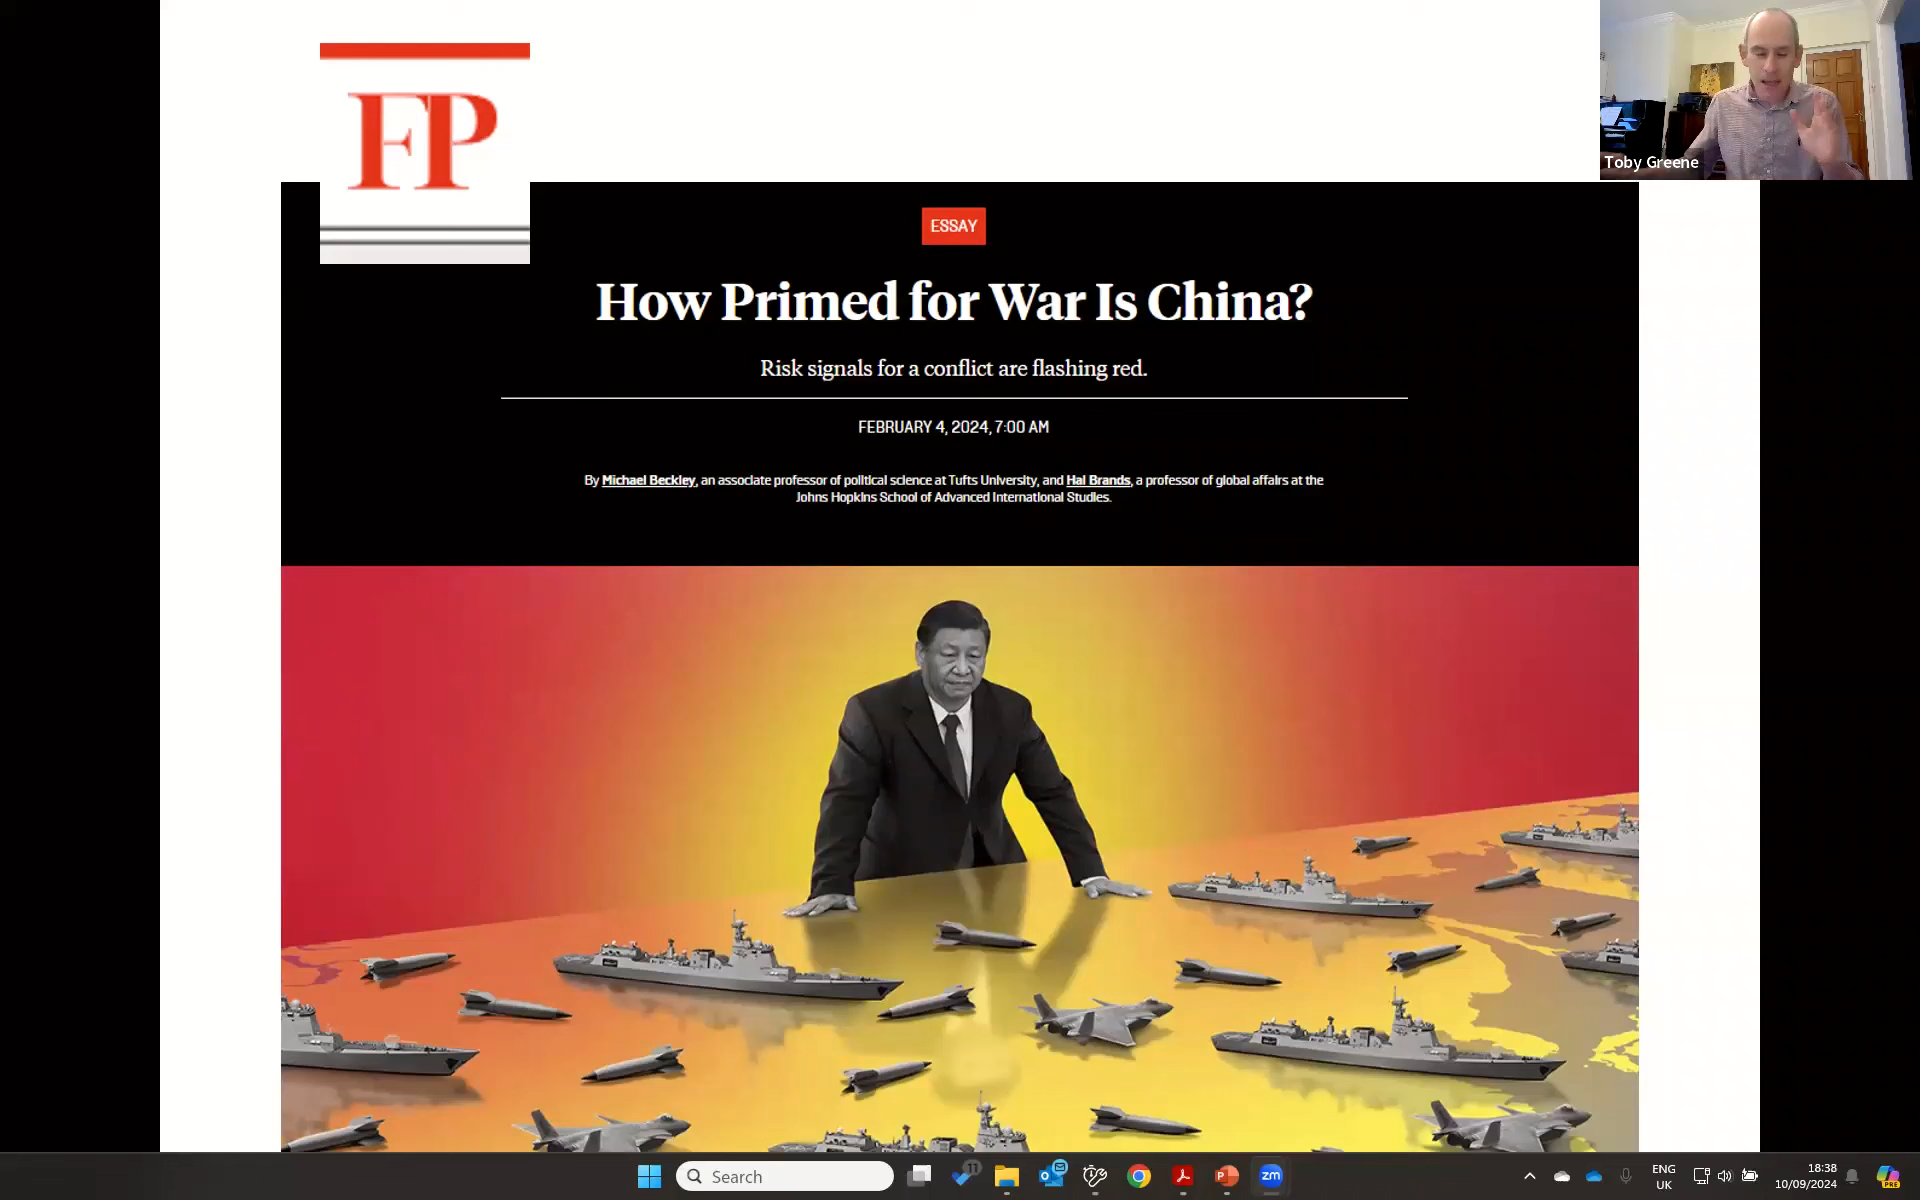 FP
Toby Greene
ESSAY
How Primed for War Is China?
Risk signals for a conflict are flashing red.
FEBRUARY 4, 2024, 7:00 AM
By Michael Beckley, an associate professor of political science at Tufts University, and Hal Brands, a professor of global affairs at the
Johns Hopkins School of Advanced International Studies.
Search
11
zm
ENG
UK
18:38
10/09/2024
PRE